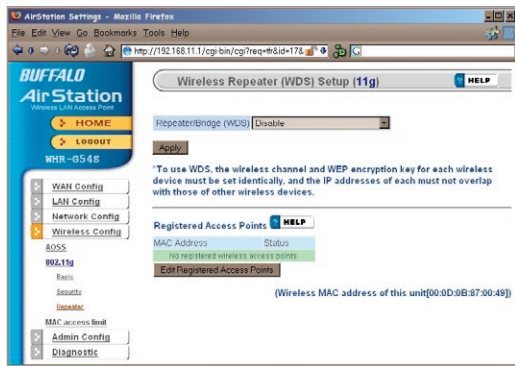 AirStation Settings - Mozilla Firefox
File Edit View Go Bookmarks Tools Help
http://192.168.11.1/cgi-bin/cgi?req=tfr&id=178
BUFFALO
AirStation
Wireless LAN Access Point
HOME
LOGOUT
WHR-G54S
WAN Config
LAN Config
Network Config
Wireless Config
AOSS
802.11g
Basic
Security
Repeater
MAC access limit
Admin Config
Diagnostic
Wireless Repeater (WDS) Setup (11g)
? HELP
Repeater/Bridge (WDS) Disable
Apply
*To use WDS, the wireless channel and WEP encryption key for each wireless
device must be set identically, and the IP addresses of each must not overlap
with those of other wireless devices.
Registered Access Points ? HELP
MAC Address Status
No registered wireless access points
Edit Registered Access Points
(Wireless MAC address of this unit[00:0D:0B:87:00:49])